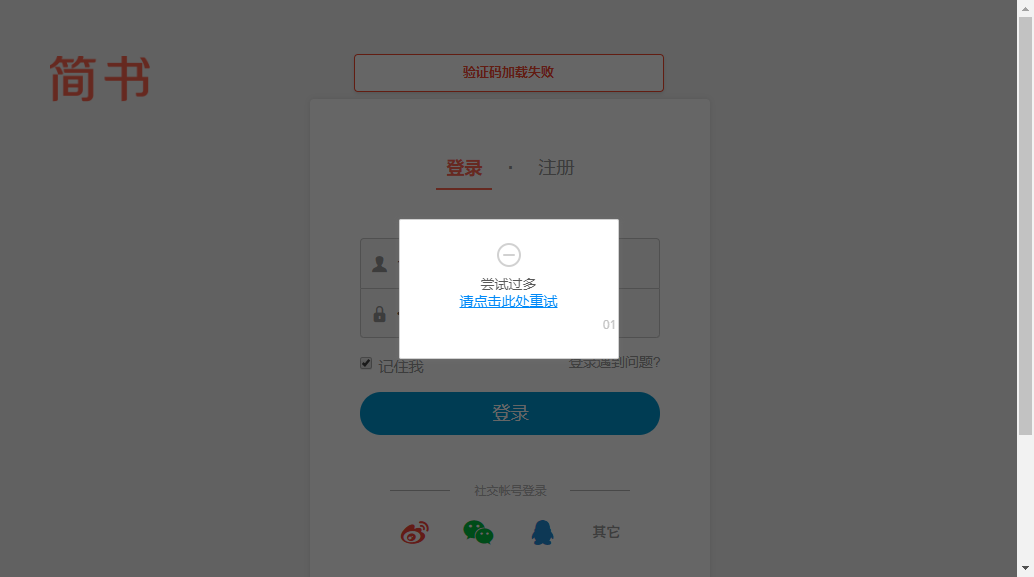 简书
验证码加载失败
登录 · 注册
尝试过多
请点击此处重试
01
记住我
登录遇到问题?
登录
社交帐号登录
其它